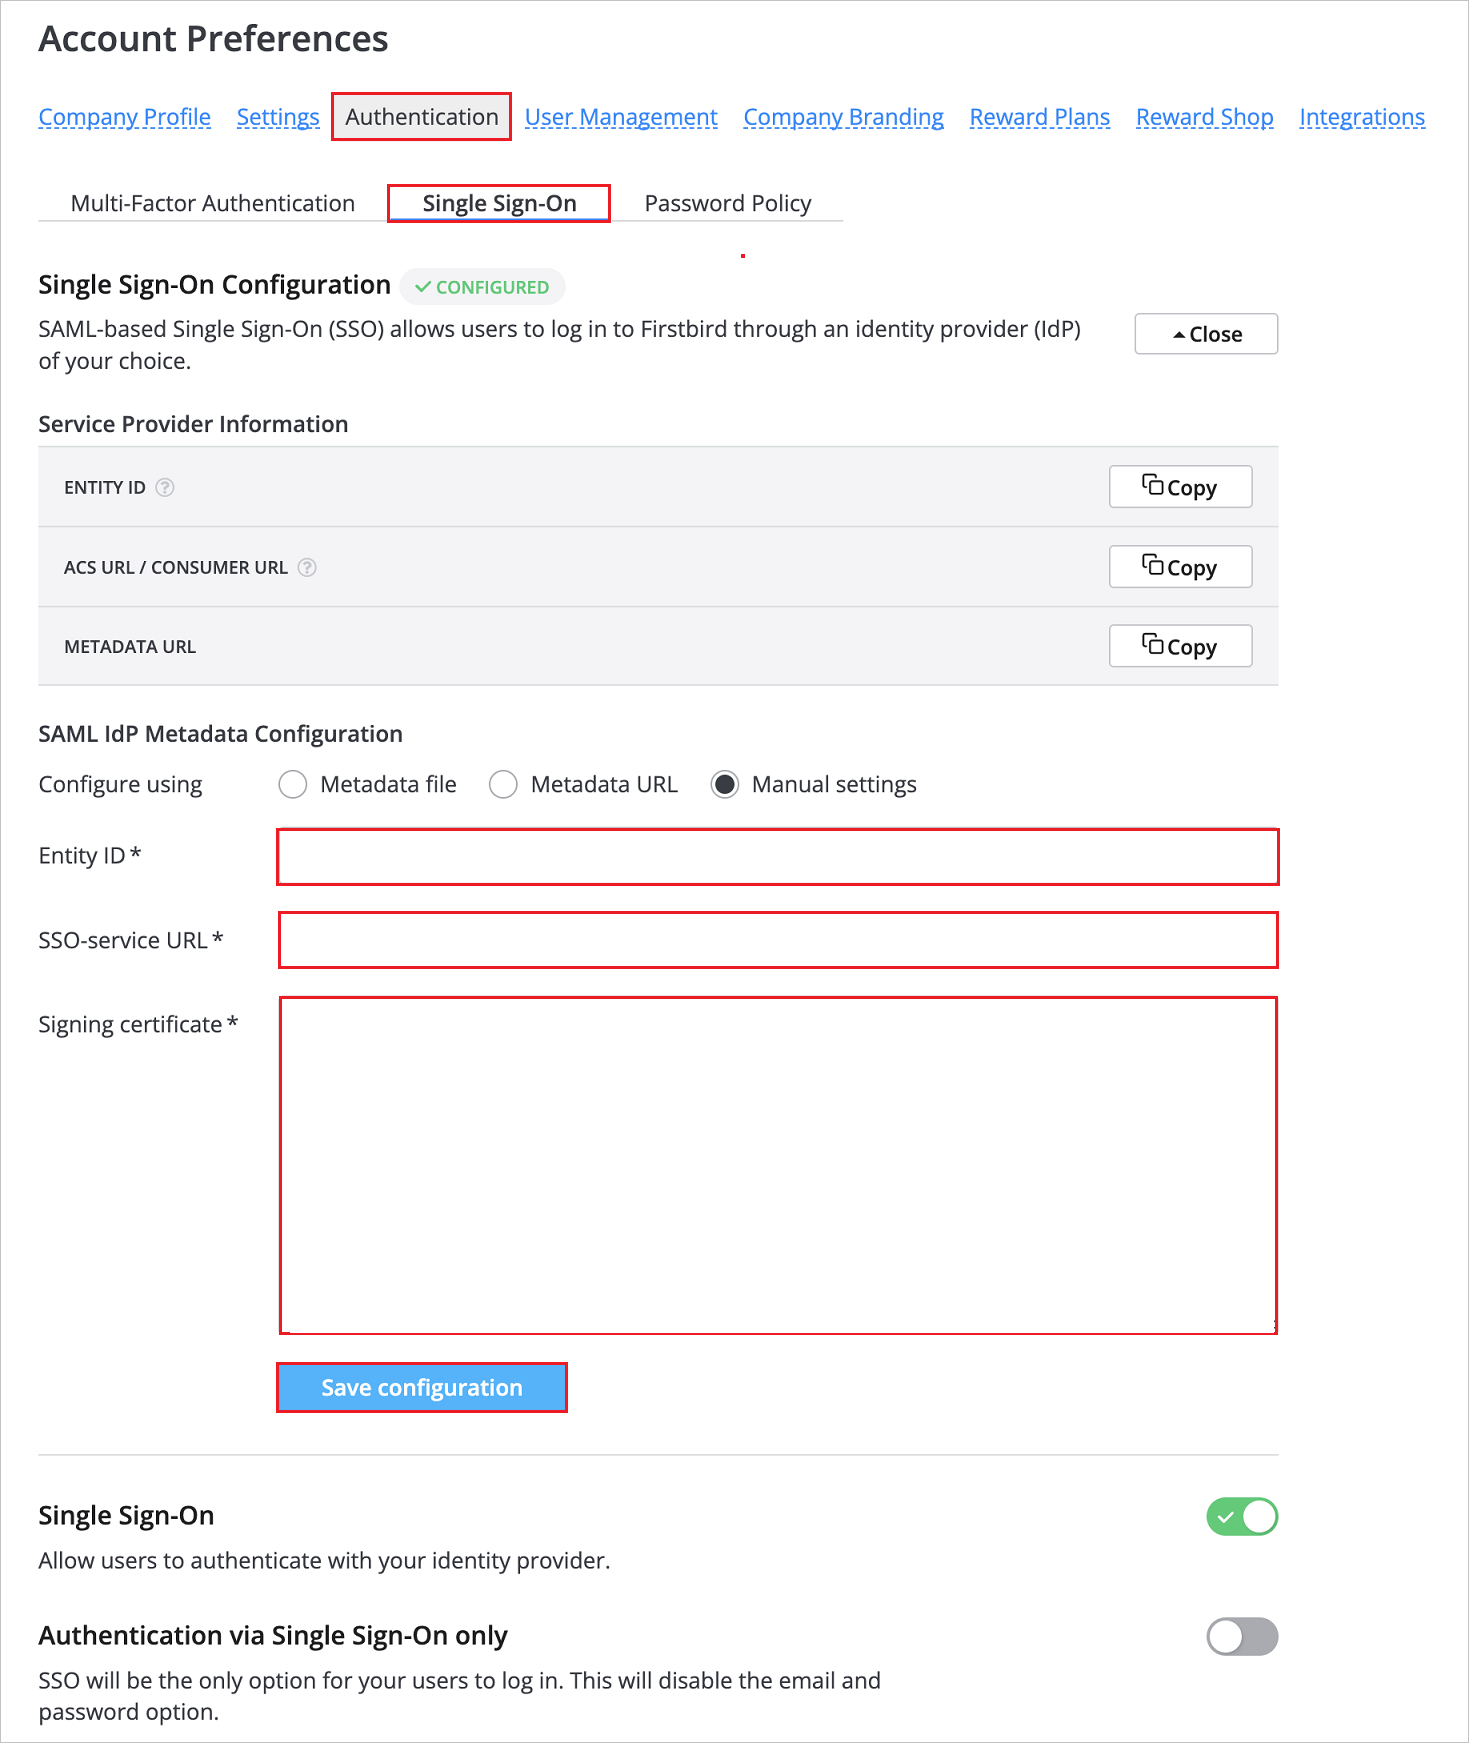 Account Preferences
Company Profile Settings Authentication User Management Company Branding Reward Plans Reward Shop Integrations
Multi-Factor Authentication Single Sign-On Password Policy
Single Sign-On Configuration CONFIGURED
SAML-based Single Sign-On (SSO) allows users to log in to Firstbird through an identity provider (IdP)
of your choice.
Close
Service Provider Information
ENTITY ID ? Copy
ACS URL / CONSUMER URL ? Copy
METADATA URL Copy
SAML IdP Metadata Configuration
Configure using Metadata file Metadata URL Manual settings
Entity ID *
SSO-service URL *
Signing certificate *
Save configuration
Single Sign-On
Allow users to authenticate with your identity provider.
Authentication via Single Sign-On only
SSO will be the only option for your users to log in. This will disable the email and
password option.